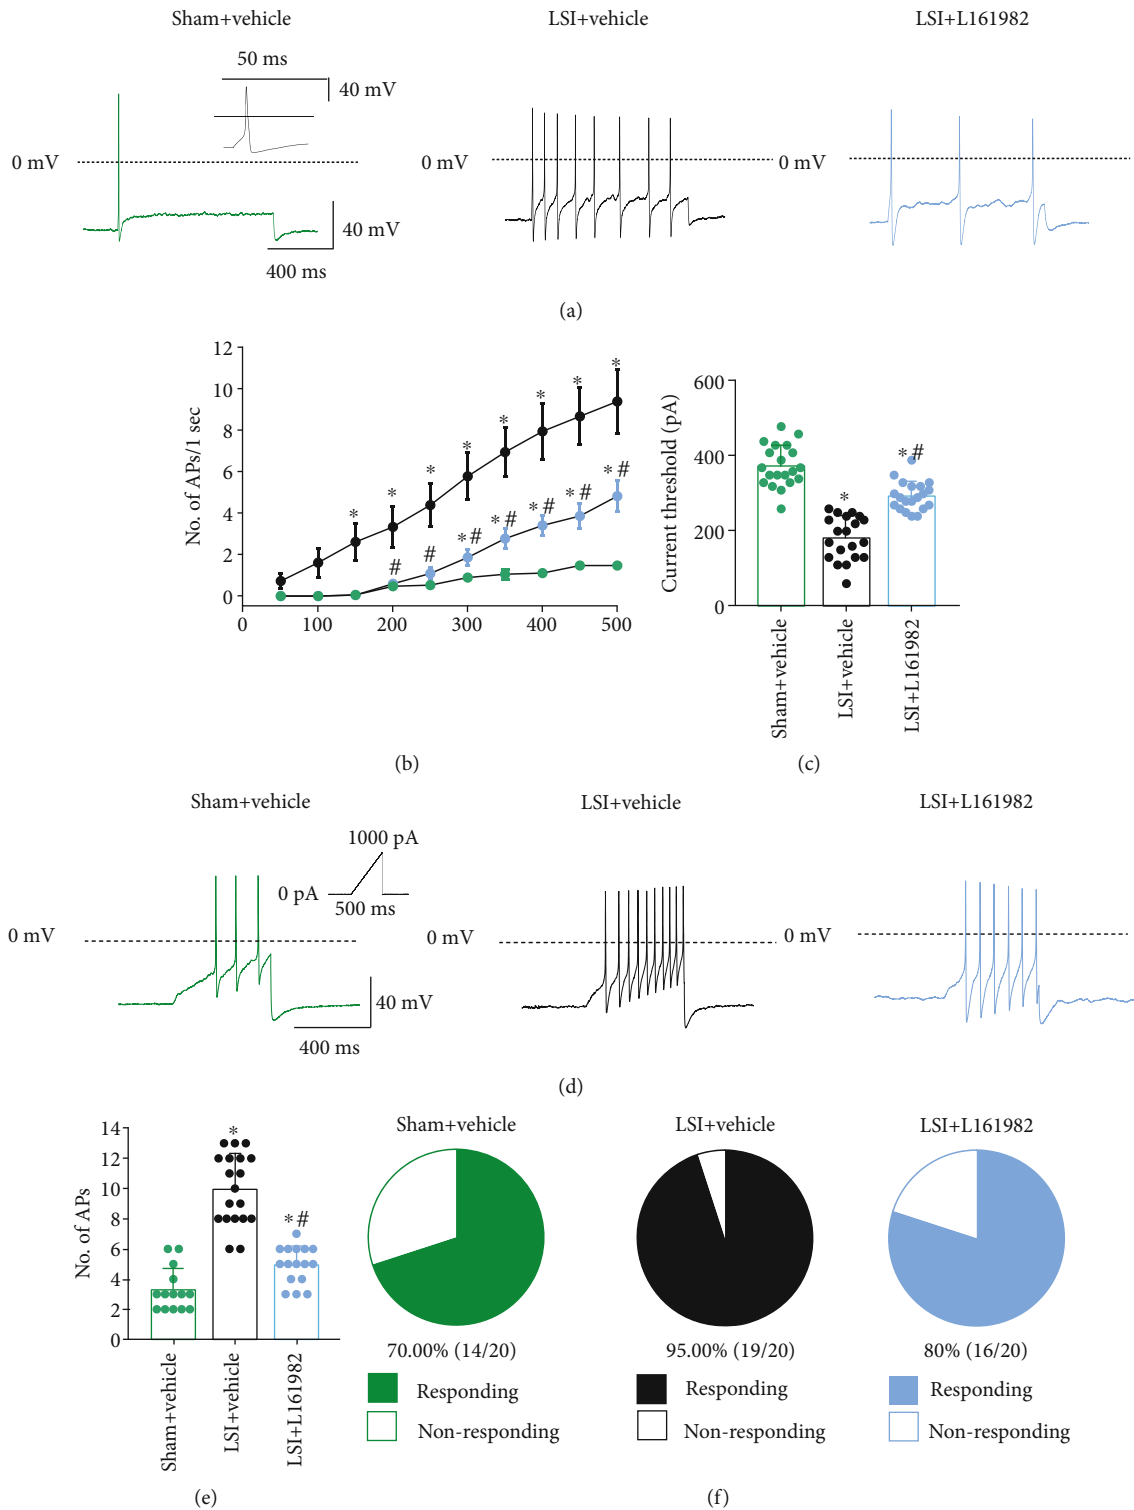 Sham+vehicle
LSI+vehicle
LSI+L161982
50 ms
40 mV
0 mV
0 mV
0 mV
40 mV
400 ms
(a)
No. of APs/1 sec
12
10
8
6
4
2
0
* * * * * * * * *
# # *# *# *# *# *#
0 100 200 300 400 500
(b)
Current threshold (pA)
600
400
200
0
*
*#
Sham+vehicle
LSI+vehicle
LSI+L161982
(c)
Sham+vehicle
LSI+vehicle
LSI+L161982
1000 pA
0 pA
500 ms
0 mV
0 mV
0 mV
40 mV
400 ms
(d)
No. of APs
14
12
10
8
6
4
2
0
*
*#
Sham+vehicle
LSI+vehicle
LSI+L161982
(e)
Sham+vehicle
LSI+vehicle
LSI+L161982
70.00% (14/20)
95.00% (19/20)
80% (16/20)
Responding
Non-responding
Responding
Non-responding
Responding
Non-responding
(f)